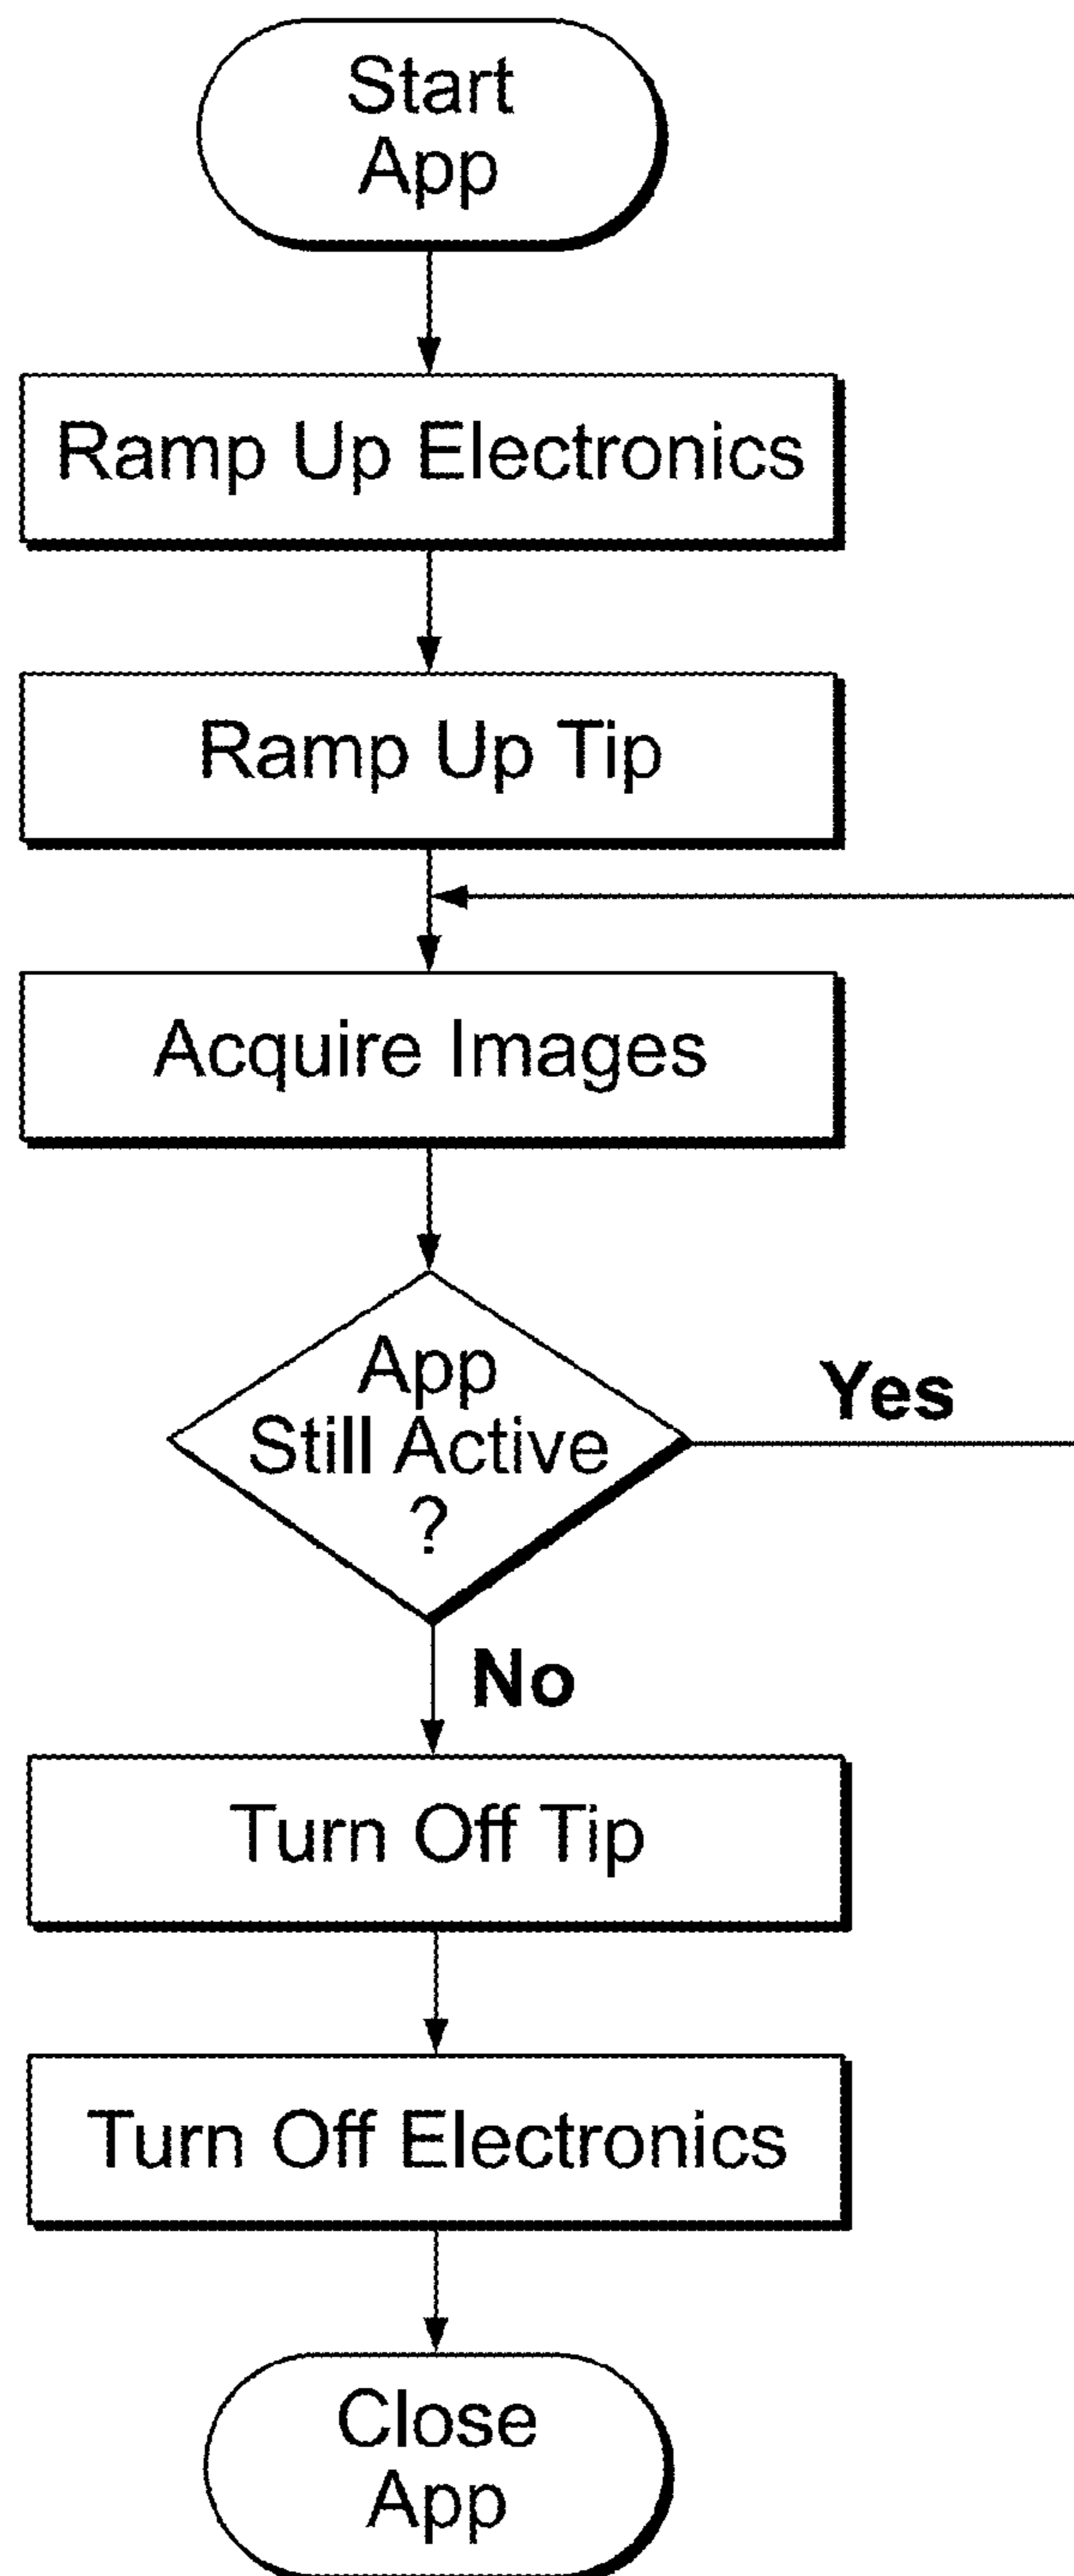 Start
App
Ramp Up Electronics
Ramp Up Tip
Acquire Images
App
Still Active
?
Yes
No
Turn Off Tip
Turn Off Electronics
Close
App